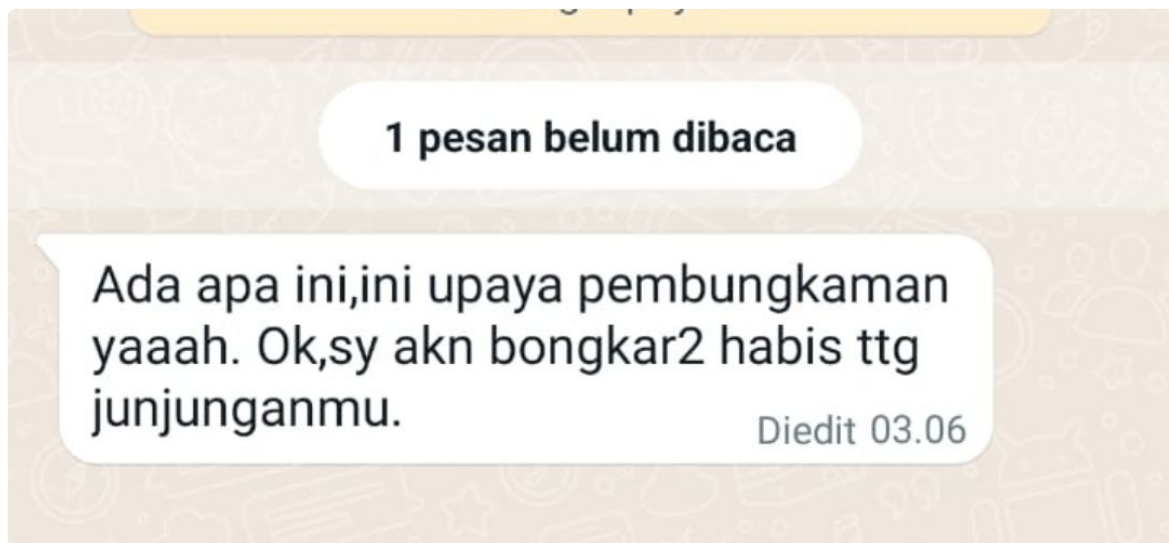 1 pesan belum dibaca
Ada apa ini,ini upaya pembungkaman
yaaah. Ok,sy akn bongkar2 habis ttg
junjunganmu.
Diedit 03.06